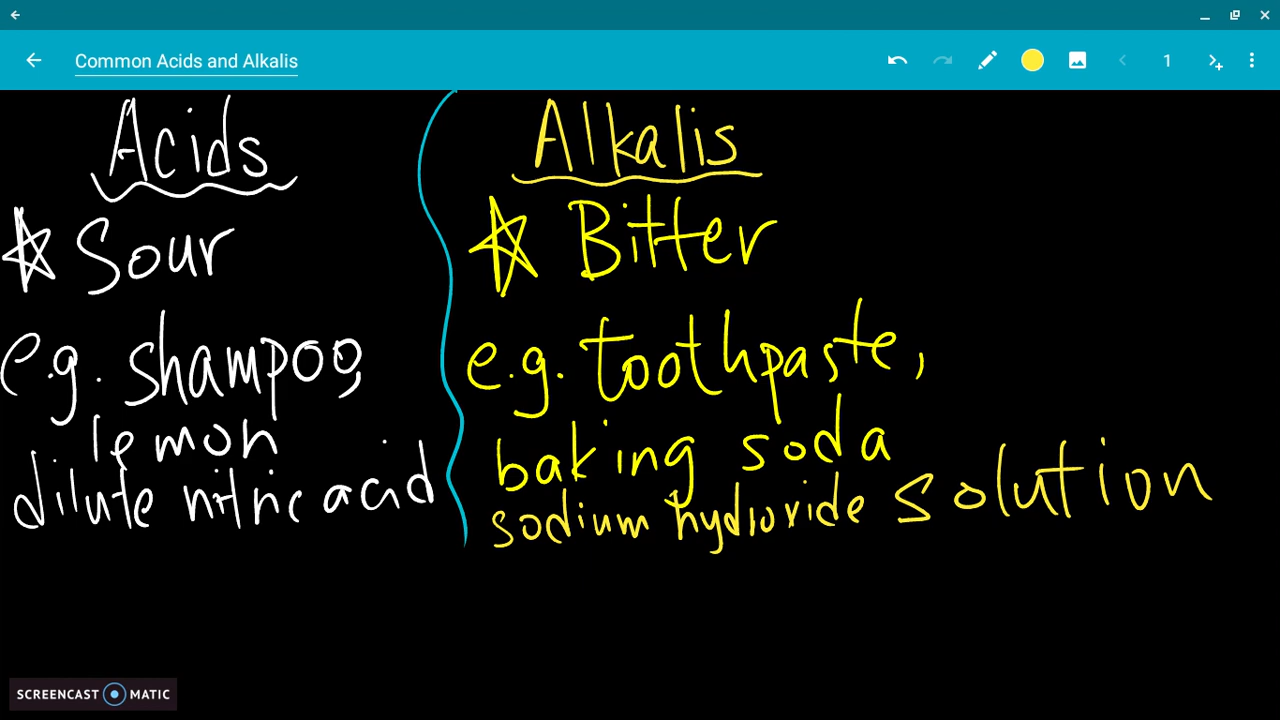 Common Acids and Alkalis
1
Acids
Alkalis
Sour
Bitter
e.g. shampoo,
lemon
dilute nitric acid
e.g. toothpaste,
baking soda
sodium hydroxide solution
SCREENCAST MATIC